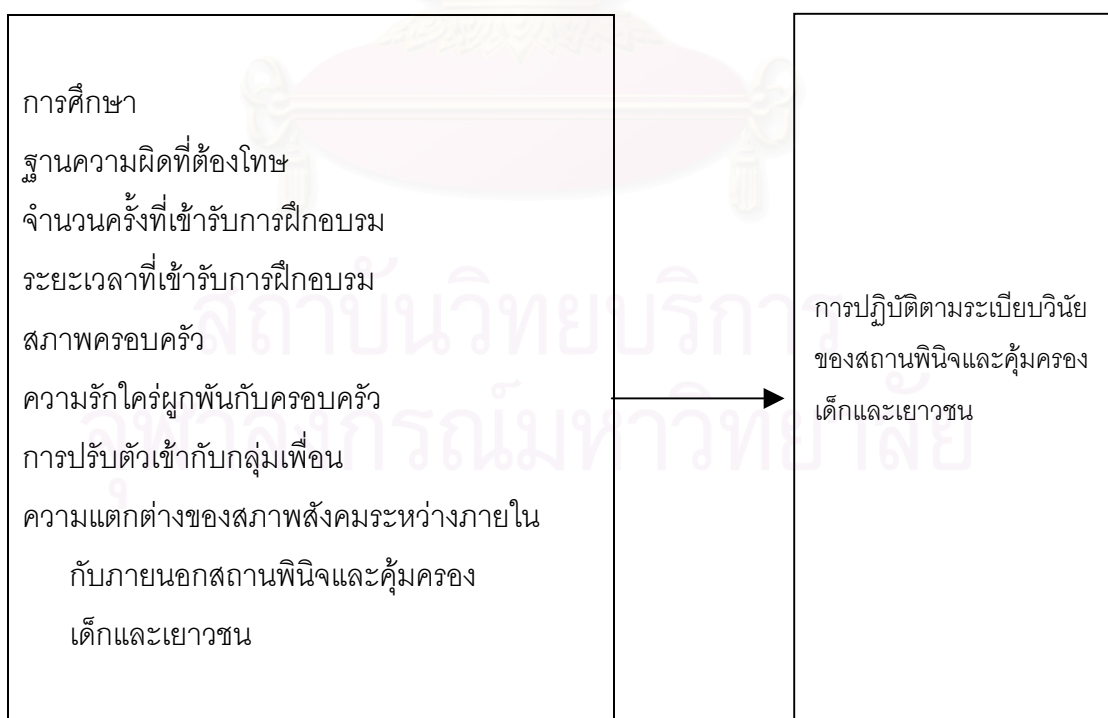 การศึกษา
ฐานความผิดที่ต้องโทษ
จำนวนครั้งที่เข้ารับการฝึกอบรม
ระยะเวลาที่เข้ารับการฝึกอบรม
สภาพครอบครัว
ความรักใคร่ผูกพันกับครอบครัว
การปรับตัวเข้ากับกลุ่มเพื่อน
ความแตกต่างของสภาพสังคมระหว่างภายใน
กับภายนอกสถานพินิจและคุ้มครอง
เด็กและเยาวชน
การปฏิบัติตามระเบียบวินัย
ของสถานพินิจและคุ้มครอง
เด็กและเยาวชน
สถาบันวิทยบริการ
จุฬาลงกรณ์มหาวิทยาลัย